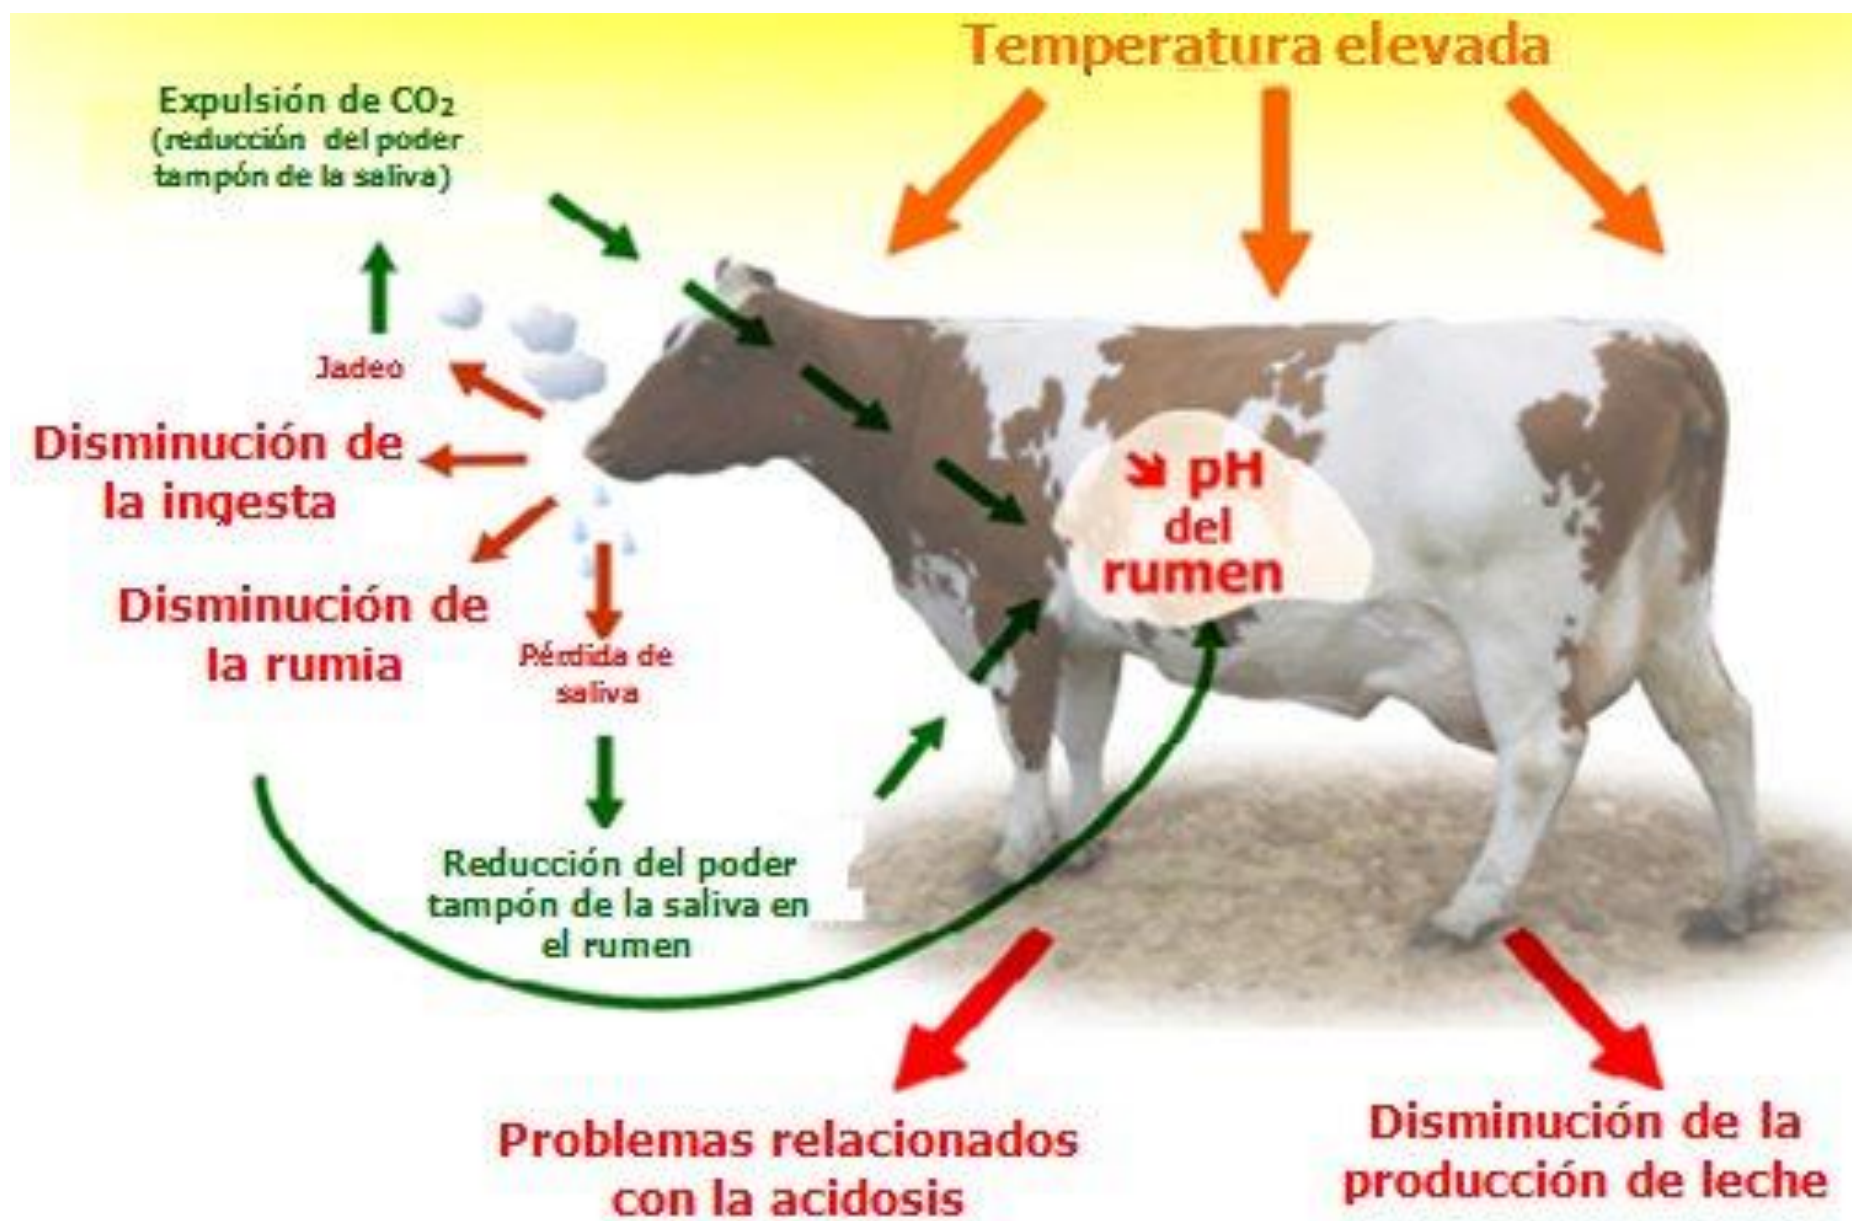 Temperatura elevada
Expulsión de CO₂
(reducción del poder
tampón de la saliva)
Jadeo
Disminución de
la ingesta
Disminución de
la rumia
Pérdida de
saliva
Reducción del poder
tampón de la saliva en
el rumen
pH
del
rumen
Problemas relacionados
con la acidosis
Disminución de la
producción de leche